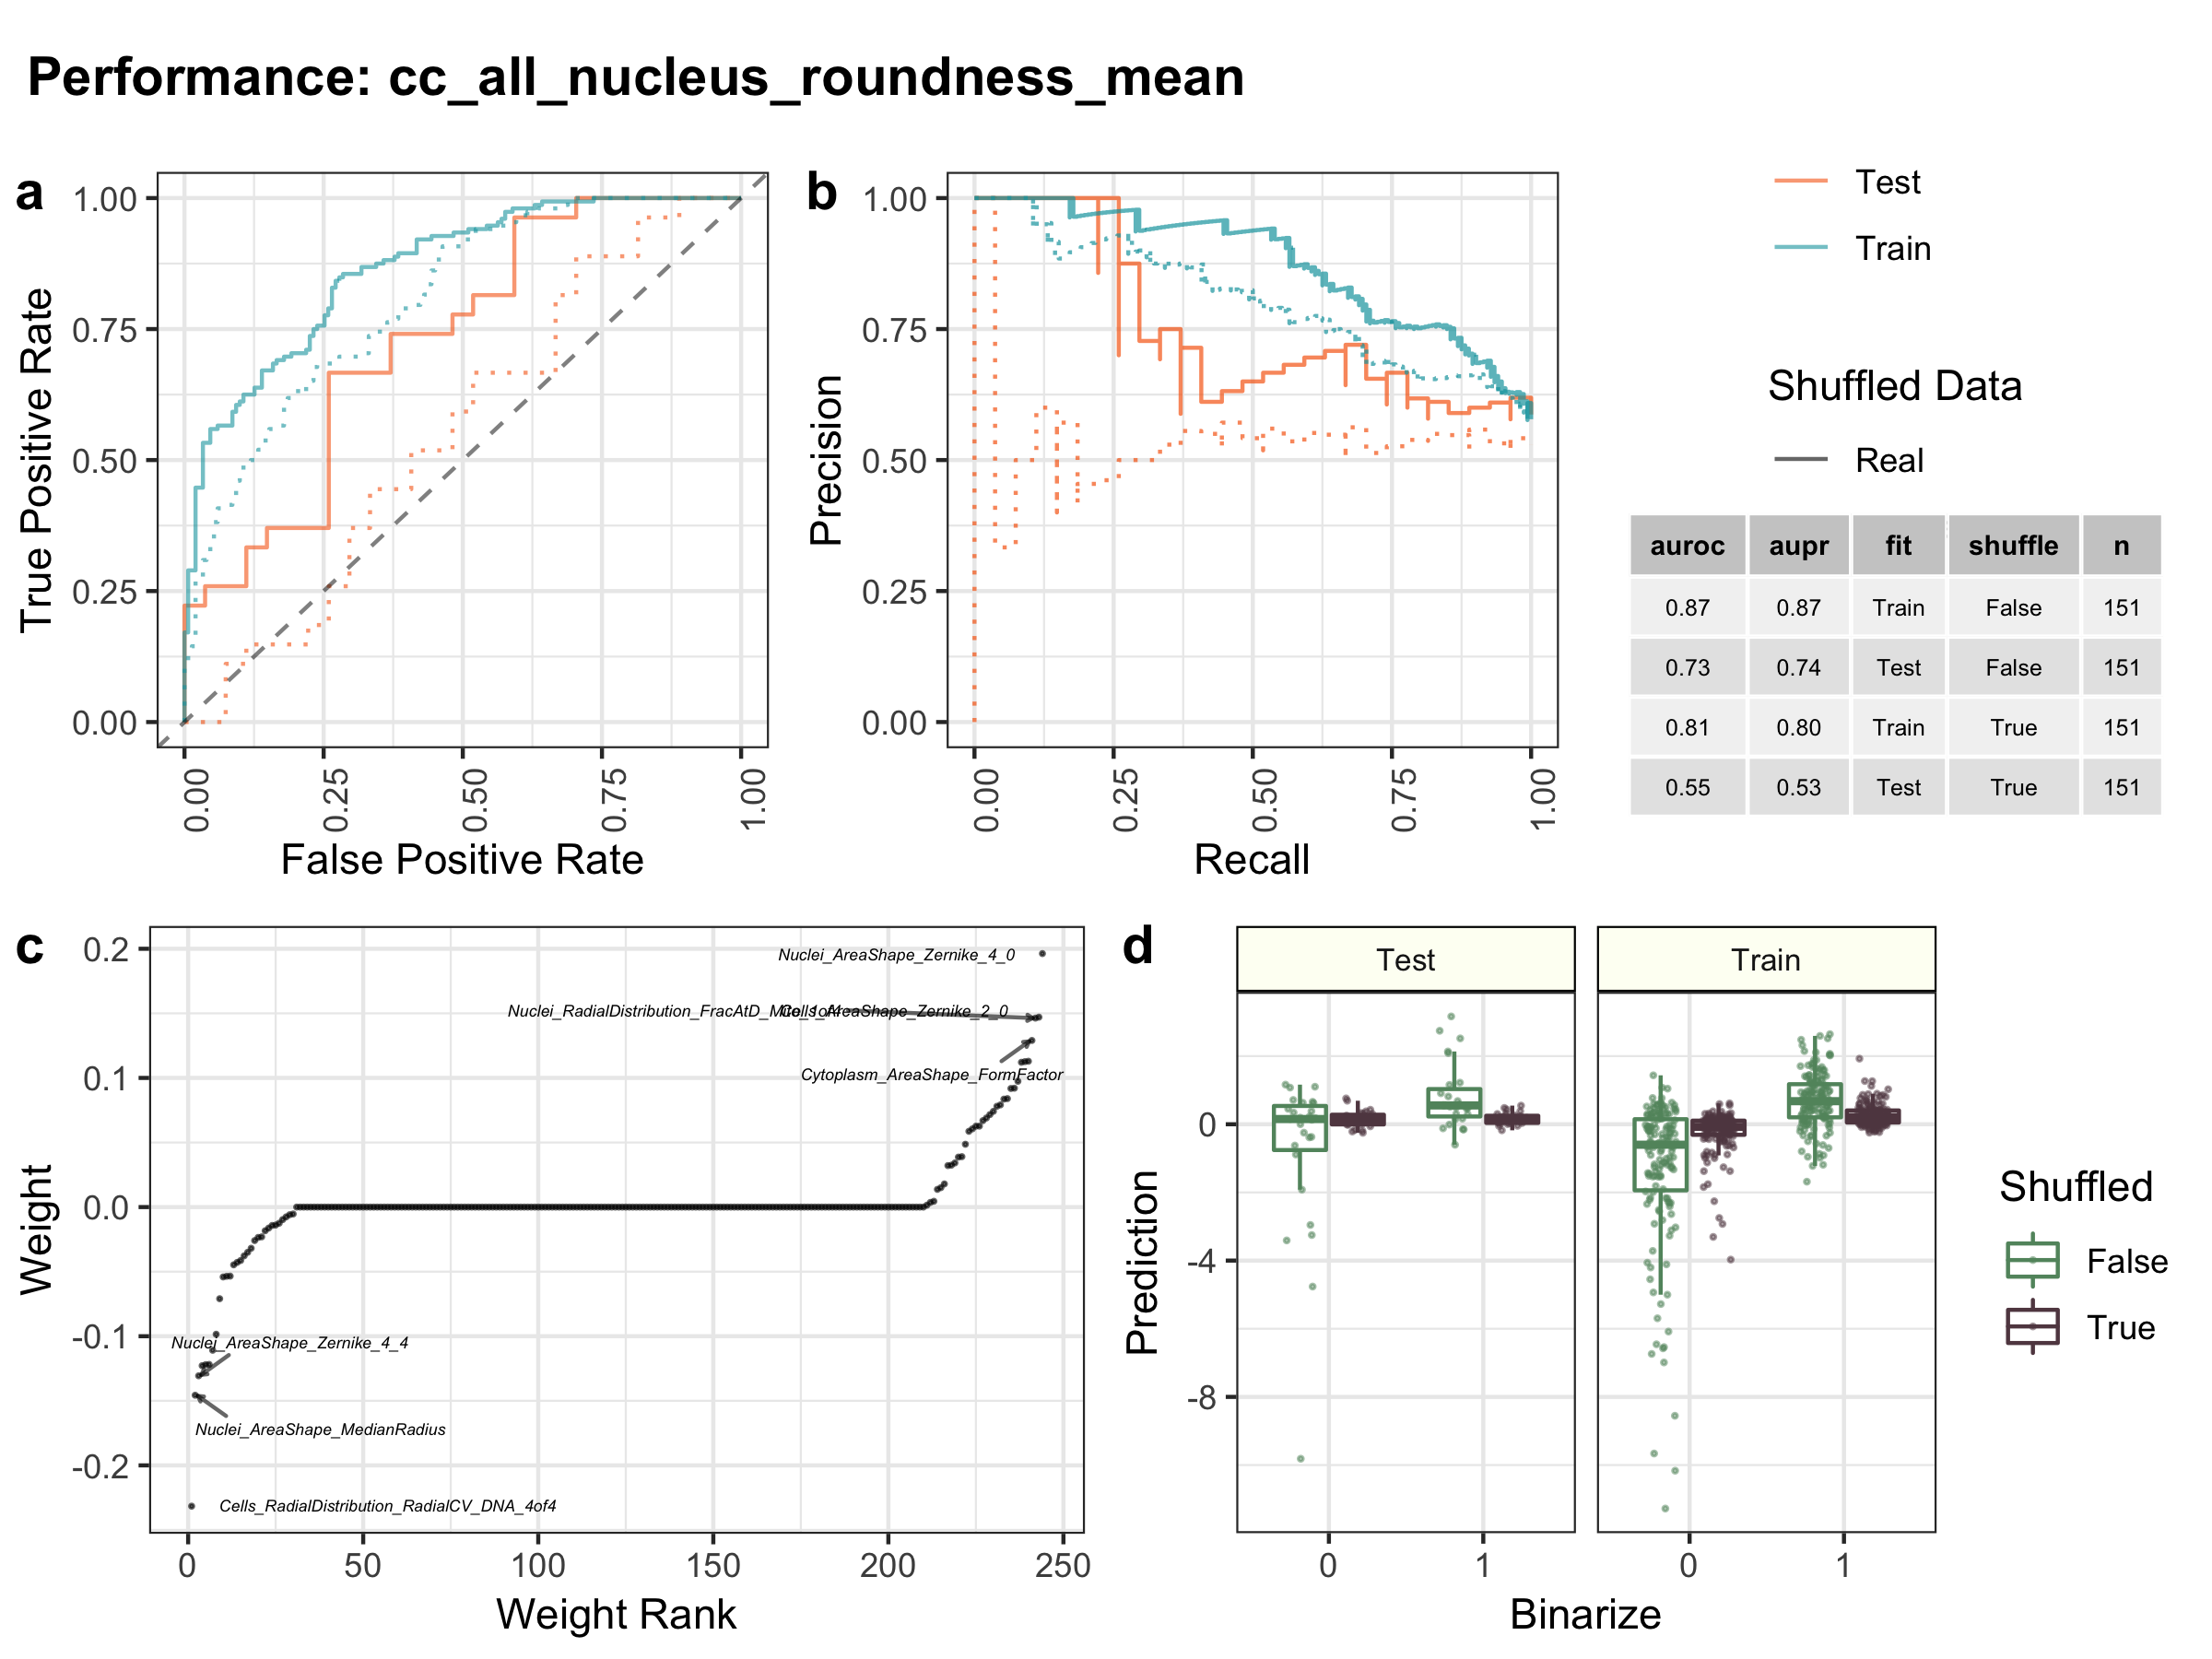 Performance: cc_all_nucleus_roundness_mean
a
True Positive Rate
1.00
0.75
0.50
0.25
0.00
0.00
0.25
0.50
0.75
1.00
False Positive Rate
b
Precision
1.00
0.75
0.50
0.25
0.00
0.00
0.25
0.50
0.75
1.00
Recall
Test
Train
Shuffled Data
Real
auroc aupr fit shuffle n
0.87 0.87 Train False 151
0.73 0.74 Test False 151
0.81 0.80 Train True 151
0.55 0.53 Test True 151
c
Weight
0.2
0.1
0.0
-0.1
-0.2
Nuclei_AreaShape_Zernike_4_0
Nuclei_RadialDistribution_FracAtD_Mito_1of4
Cells_AreaShape_Zernike_2_0
Cytoplasm_AreaShape_FormFactor
Nuclei_AreaShape_Zernike_4_4
Nuclei_AreaShape_MedianRadius
Cells_RadialDistribution_RadialCV_DNA_4of4
0
50
100
150
200
250
Weight Rank
d
Test
Train
Prediction
0
-4
-8
0
1
0
1
Binarize
Shuffled
False
True